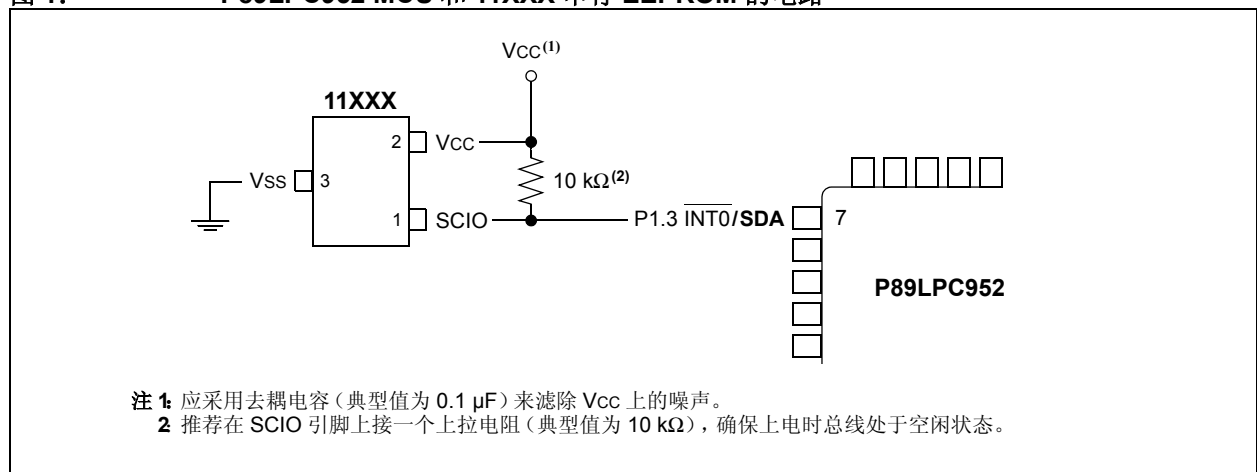 Vcc(1)
11XXX
2 Vcc
Vss 3
10 kΩ(2)
1 SCIO
P1.3 INT0/SDA 7
P89LPC952
注 1: 应采用去耦电容(典型值为 0.1 µF)来滤除 Vcc 上的噪声。
2 推荐在 SCIO 引脚上接一个上拉电阻(典型值为 10 kΩ),确保上电时总线处于空闲状态。